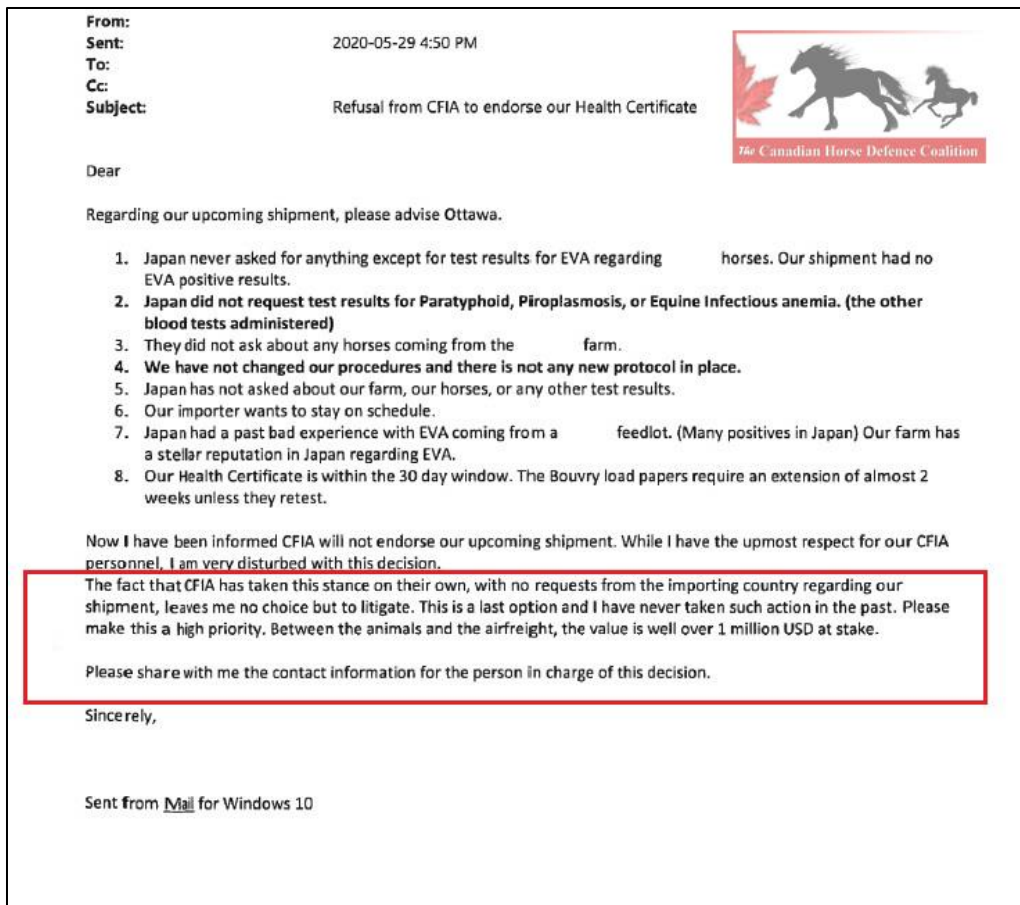 From:
Sent: 2020-05-29 4:50 PM
To:
Cc:
Subject: Refusal from CFIA to endorse our Health Certificate
The Canadian Horse Defence Coalition
Dear
Regarding our upcoming shipment, please advise Ottawa.
1. Japan never asked for anything except for test results for EVA regarding horses. Our shipment had no
EVA positive results.
2. Japan did not request test results for Paratyphoid, Piroplasmosis, or Equine Infectious anemia. (the other
blood tests administered)
3. They did not ask about any horses coming from the farm.
4. We have not changed our procedures and there is not any new protocol in place.
5. Japan has not asked about our farm, our horses, or any other test results.
6. Our importer wants to stay on schedule.
7. Japan had a past bad experience with EVA coming from a feedlot. (Many positives in Japan) Our farm has
a stellar reputation in Japan regarding EVA.
8. Our Health Certificate is within the 30 day window. The Bouvry load papers require an extension of almost 2
weeks unless they retest.
Now I have been informed CFIA will not endorse our upcoming shipment. While I have the upmost respect for our CFIA
personnel, I am very disturbed with this decision.
The fact that CFIA has taken this stance on their own, with no requests from the importing country regarding our
shipment, leaves me no choice but to litigate. This is a last option and I have never taken such action in the past. Please
make this a high priority. Between the animals and the airfreight, the value is well over 1 million USD at stake.
Please share with me the contact information for the person in charge of this decision.
Sincerely,
Sent from Mail for Windows 10